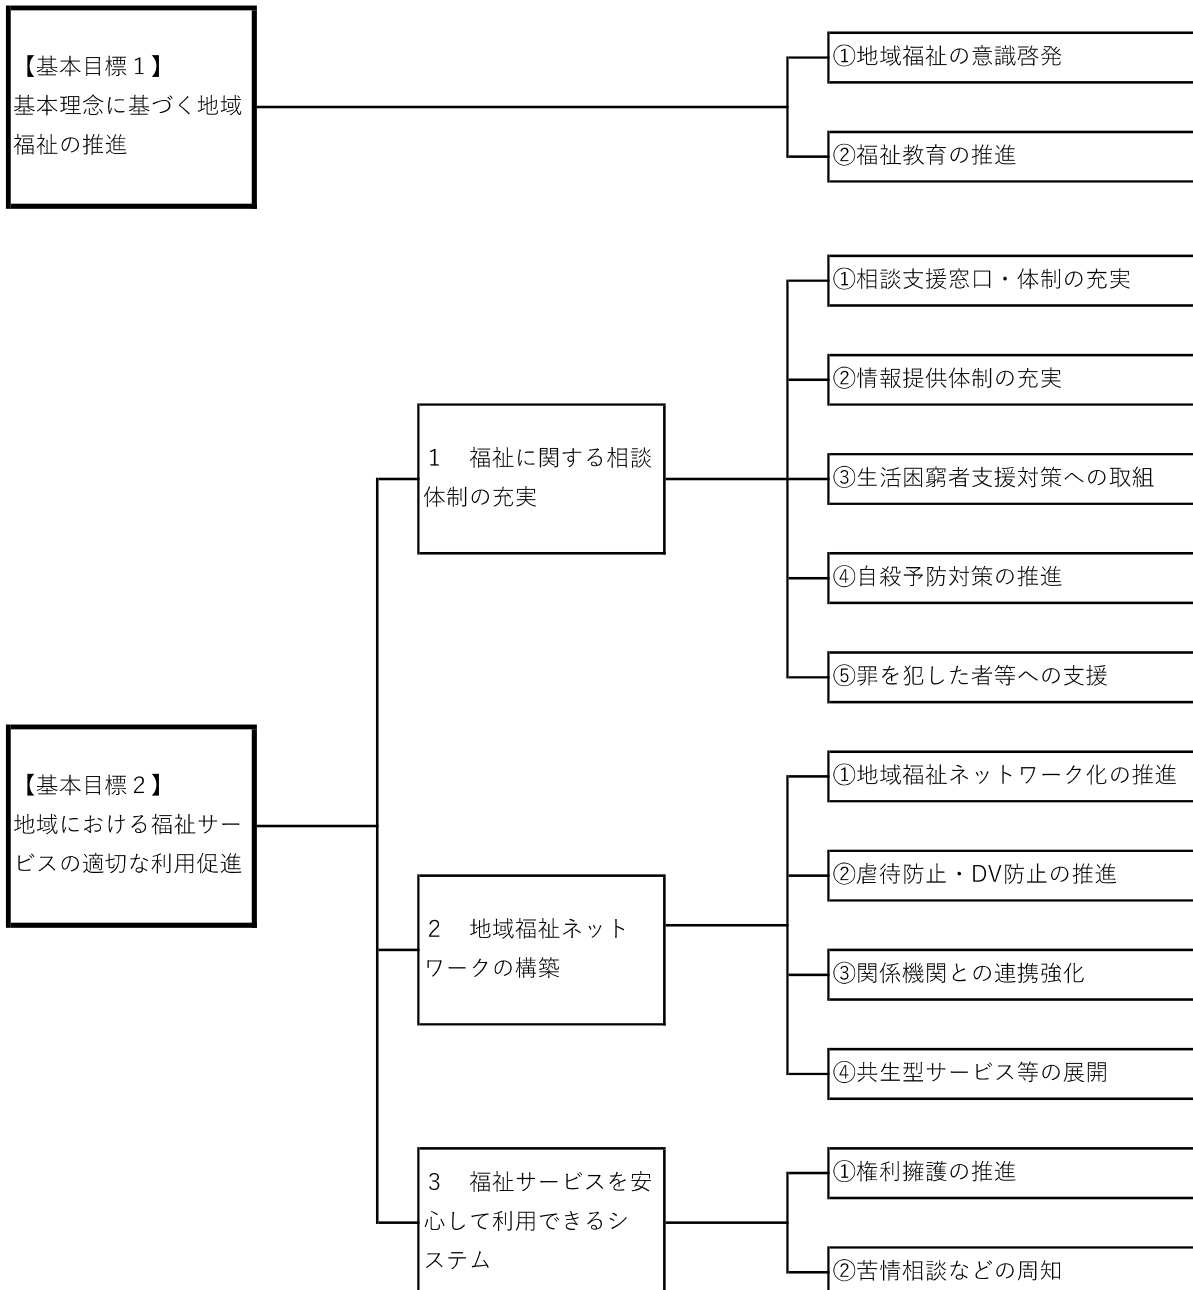 【基本目標１】
基本理念に基づく地域
福祉の推進
①地域福祉の意識啓発
②福祉教育の推進
【基本目標２】
地域における福祉サー
ビスの適切な利用促進
１　福祉に関する相談
体制の充実
①相談支援窓口・体制の充実
②情報提供体制の充実
③生活困窮者支援対策への取組
④自殺予防対策の推進
⑤罪を犯した者等への支援
２　地域福祉ネット
ワークの構築
①地域福祉ネットワーク化の推進
②虐待防止・DV防止の推進
③関係機関との連携強化
④共生型サービス等の展開
３　福祉サービスを安
心して利用できるシ
ステム
①権利擁護の推進
②苦情相談などの周知